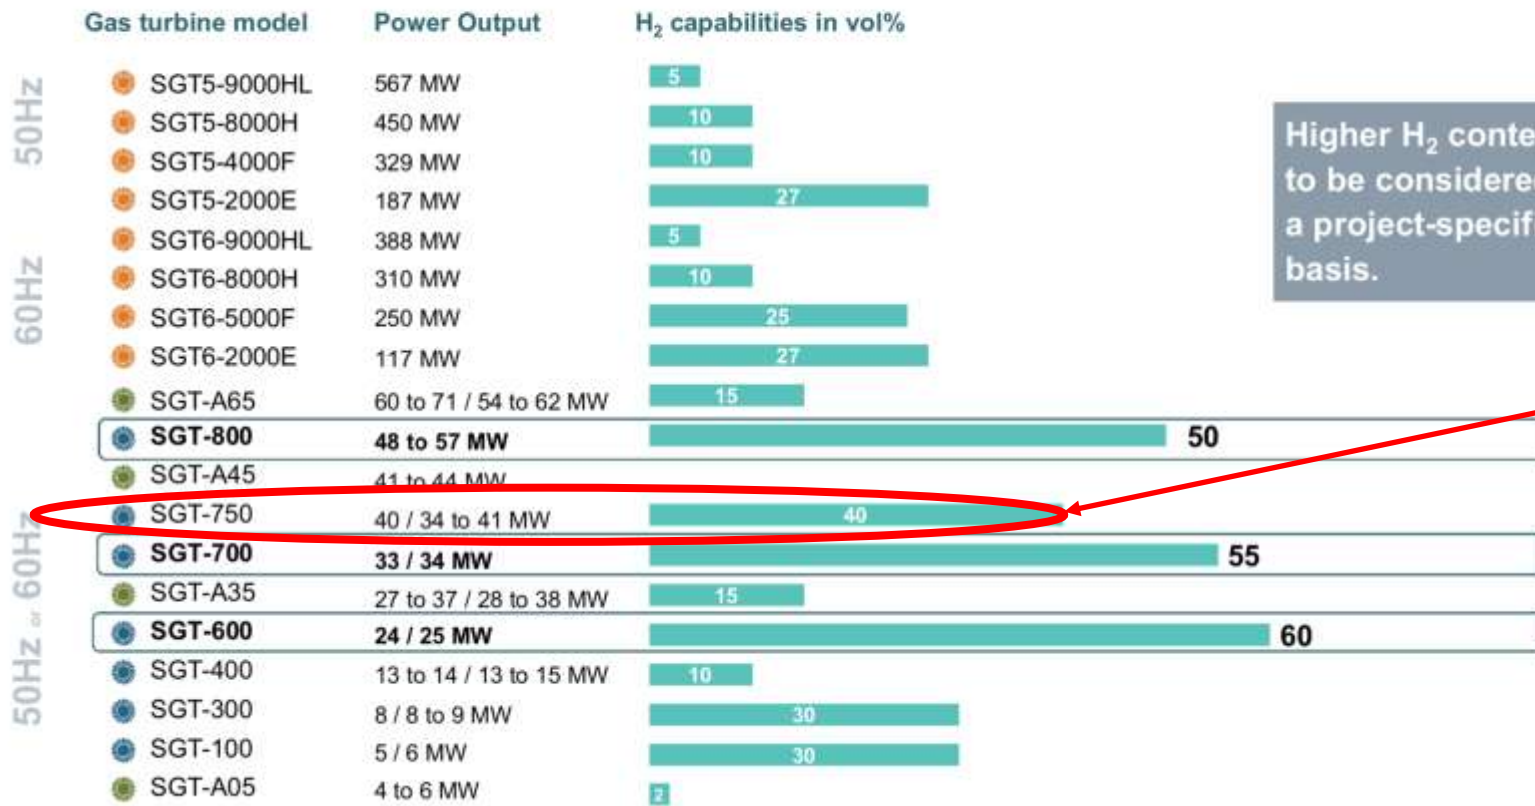 Gas turbine model Power Output H₂ capabilities in vol%
50Hz
SGT5-9000HL 567 MW 5
SGT5-8000H 450 MW 10
SGT5-4000F 329 MW 10
SGT5-2000E 187 MW 27
60Hz
SGT6-9000HL 388 MW 5
SGT6-8000H 310 MW 10
SGT6-5000F 250 MW 25
SGT6-2000E 117 MW 27
50Hz or 60Hz
SGT-A65 60 to 71 / 54 to 62 MW 15
SGT-800 48 to 57 MW 50
SGT-A45 41 to 44 MW
SGT-750 40 / 34 to 41 MW 40
SGT-700 33 / 34 MW 55
SGT-A35 27 to 37 / 28 to 38 MW 15
SGT-600 24 / 25 MW 60
SGT-400 13 to 14 / 13 to 15 MW 10
SGT-300 8 / 8 to 9 MW 30
SGT-100 5 / 6 MW 30
SGT-A05 4 to 6 MW 2
Higher H₂
to be
a
basis.